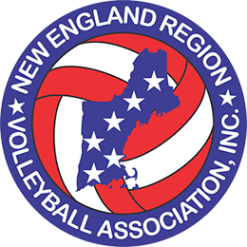 NEW ENGLAND REGION
VOLLEYBALL ASSOCIATION, INC.